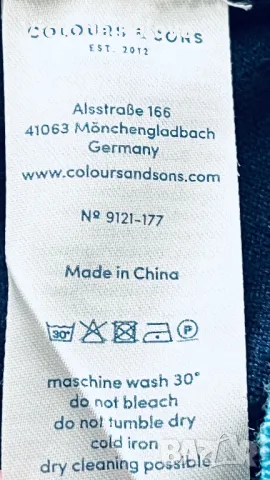 COLOURS & SONS
EST. 2012
Alsstraße 166
41063 Mönchengladbach
Germany
www.coloursandsons.com
Nº 9121-177
Made in China
30°
P
maschine wash 30°
do not bleach
do not tumble dry
cold iron
dry cleaning possible
BAZAR